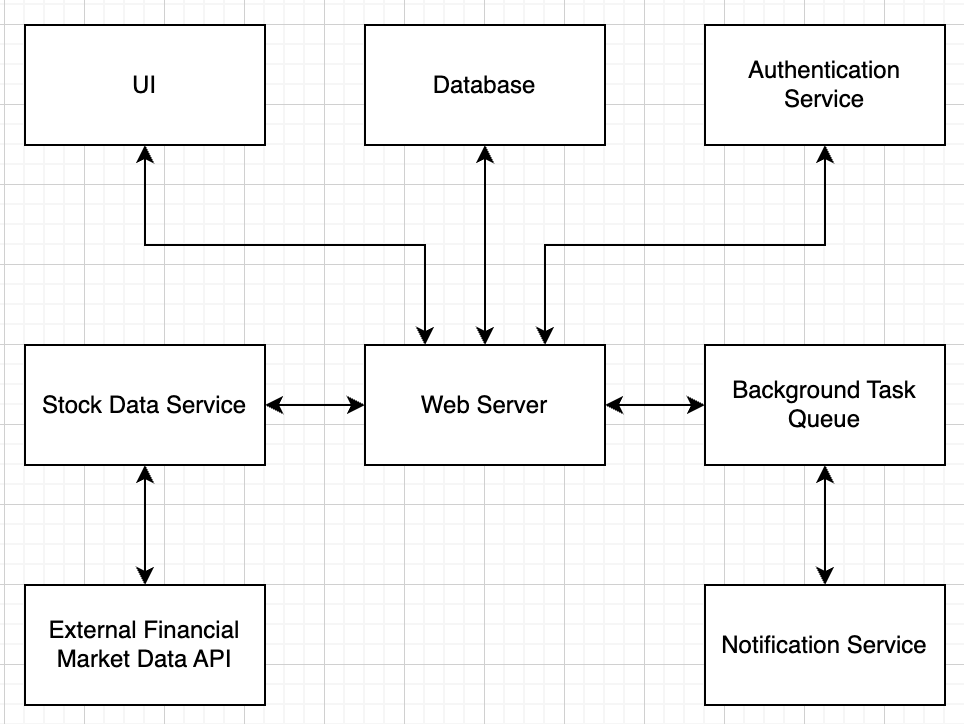 UI
Database
Authentication
Service
Stock Data Service
Web Server
Background Task
Queue
External Financial
Market Data API
Notification Service